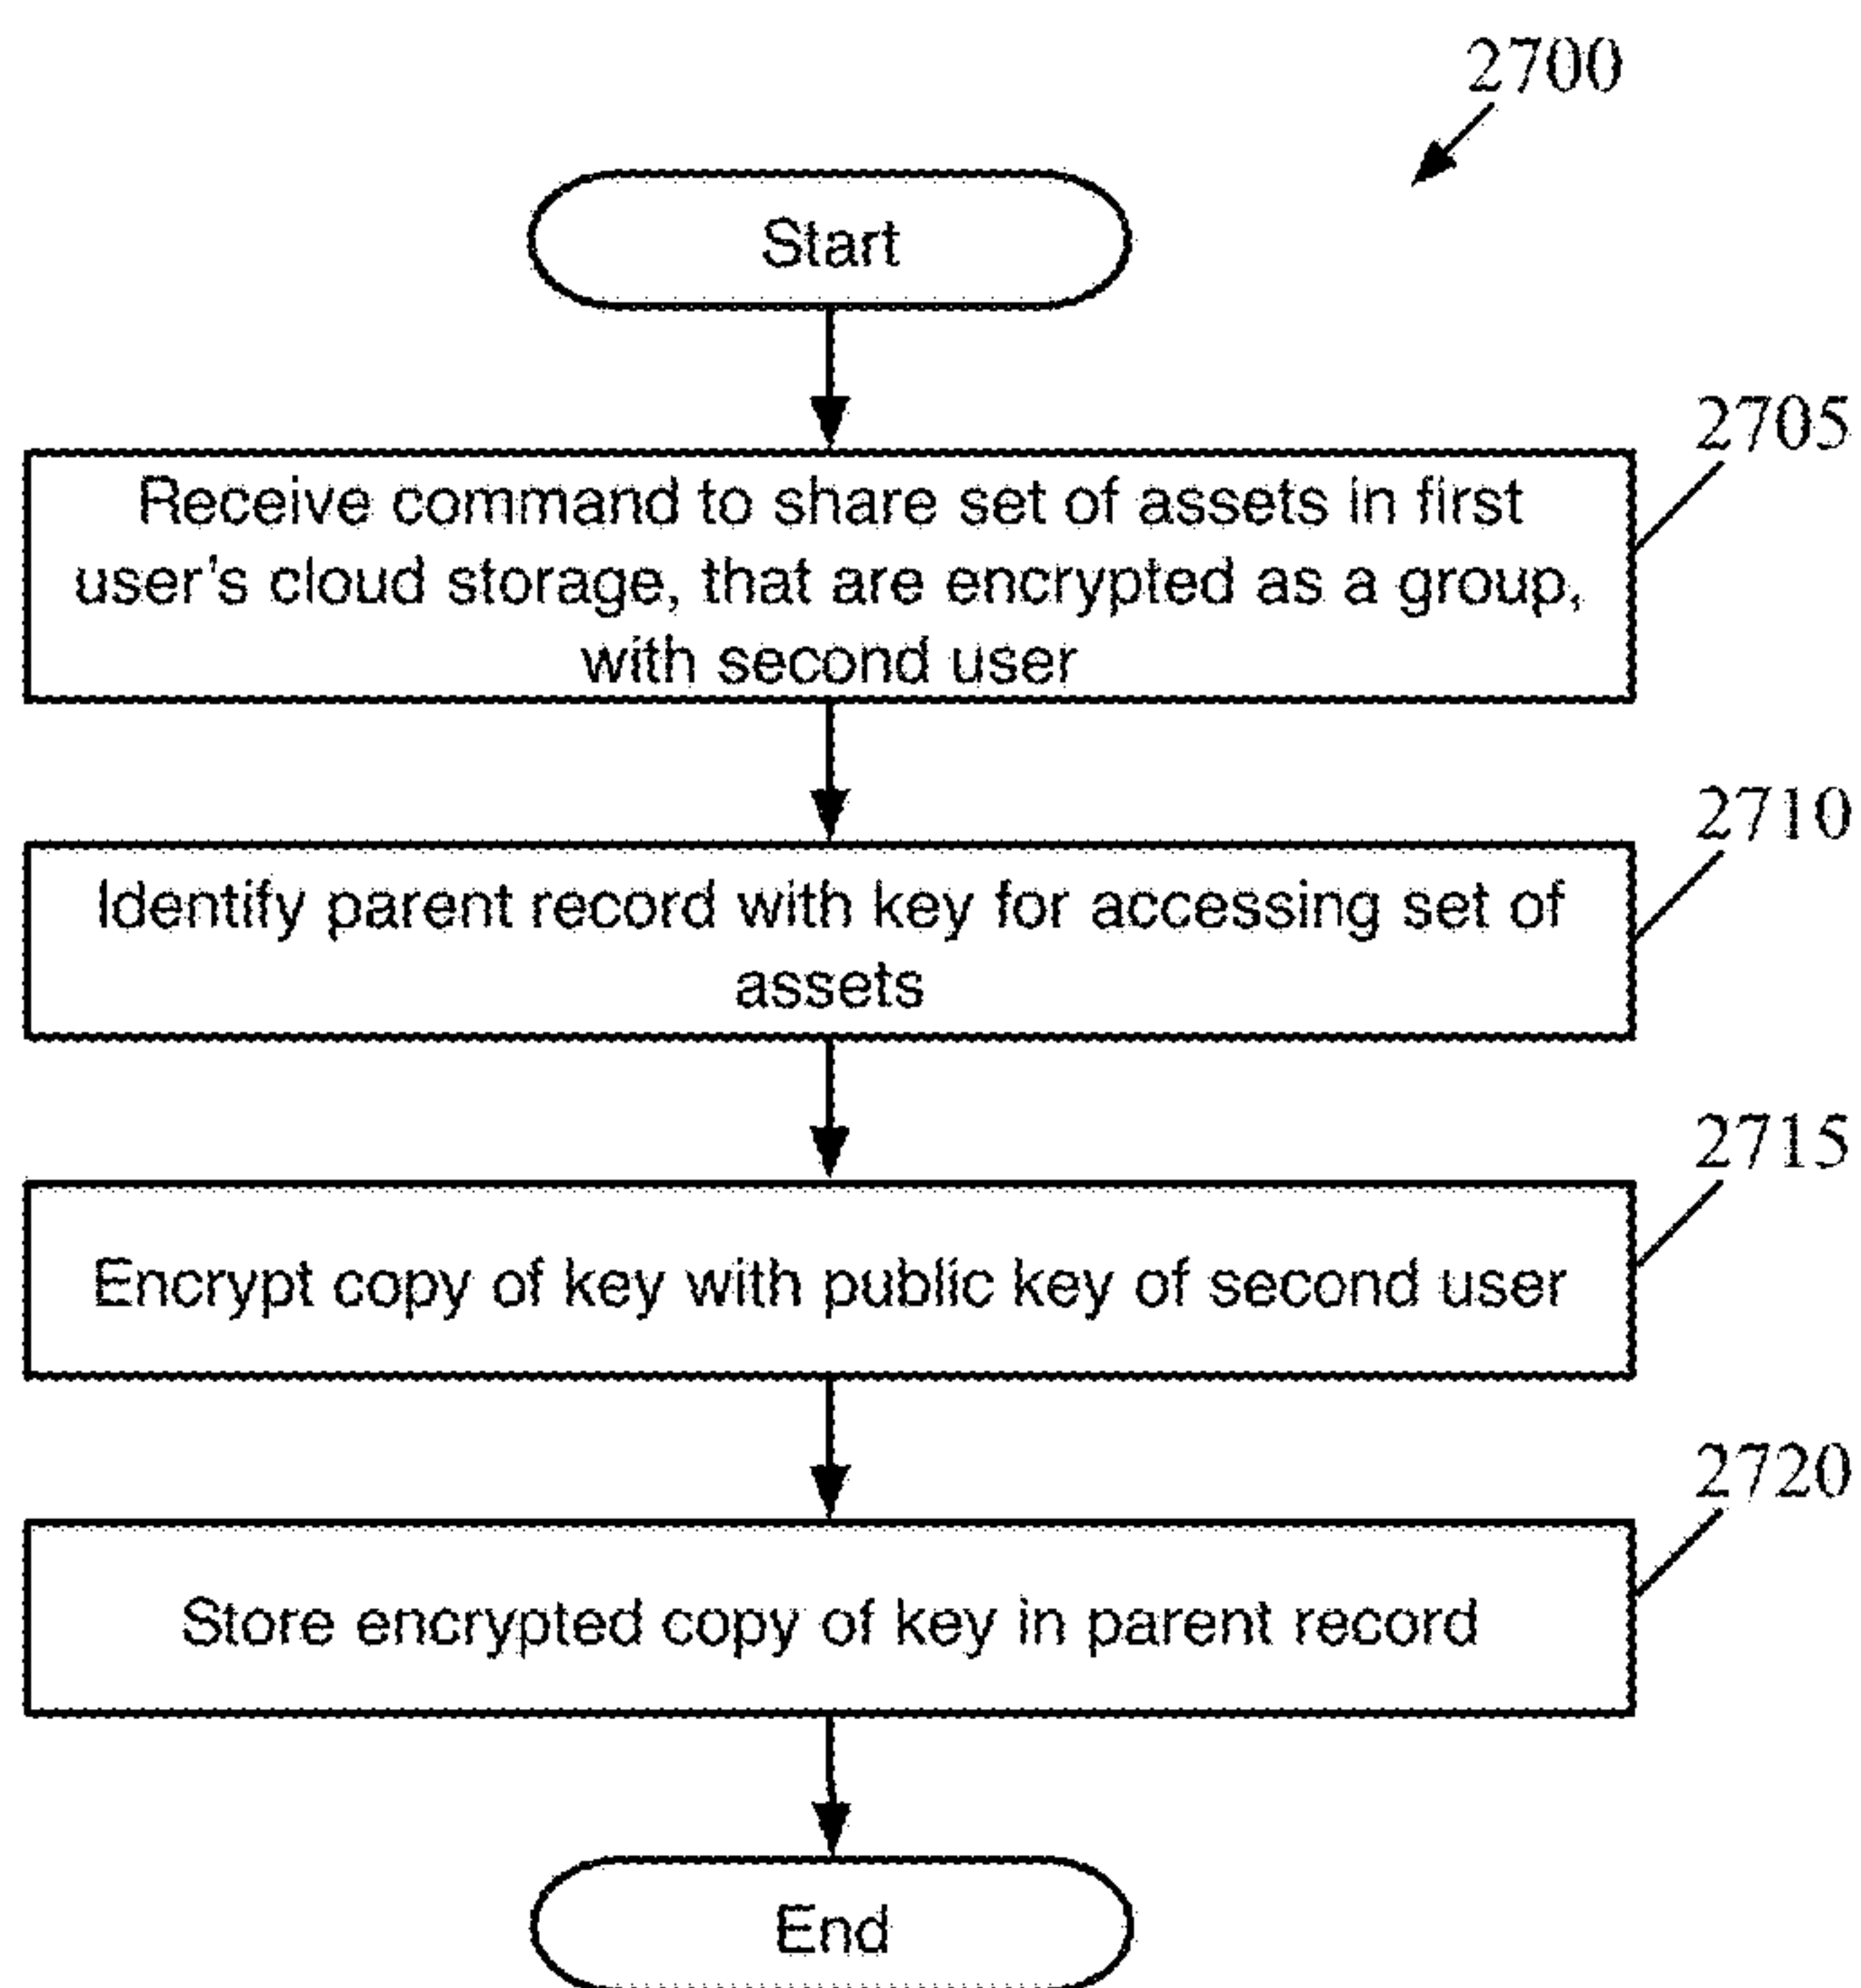 2700
Start
2705
Receive command to share set of assets in first
user's cloud storage, that are encrypted as a group,
with second user
2710
Identify parent record with key for accessing set of
assets
2715
Encrypt copy of key with public key of second user
2720
Store encrypted copy of key in parent record
End